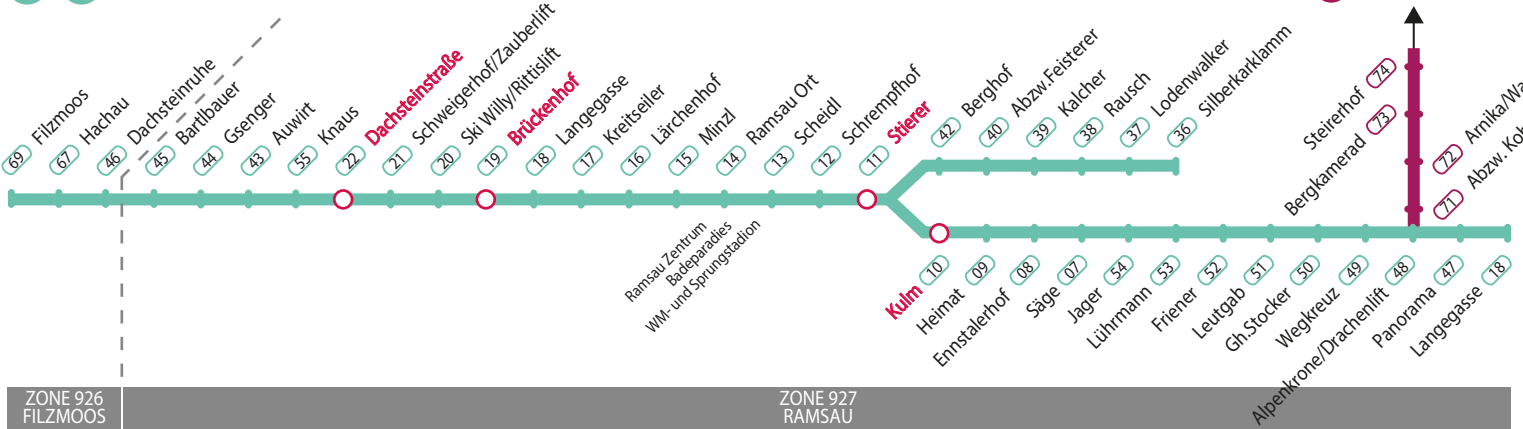 69 Filzmoos
67 Hachau
46 Dachsteinruhe
45 Bartlbauer
44 Gsenger
43 Auwirt
55 Knaus
22 Dachsteinstraße
21 Schweigerhof/Zauberlift
20 Ski Willy/Rittislift
19 Brückenhof
18 Langegasse
17 Kreitseiler
16 Lärchenhof
15 Minzl
14 Ramsau Ort
13 Scheidl
12 Schrempfhof
11 Stierer
42 Berghof
40 Abzw.Feisterer
39 Kalcher
38 Rausch
37 Lodenwalker
36 Silberkarklamm
Steirerhof 74
Bergkamerad 73
72 Arnika/Wa
71 Abzw. Kob
Ramsau Zentrum
Badeparadies
WM- und Sprungstadion
Kulm 10
Heimat 09
Ennstalerhof 08
Säge 07
Jager 54
Lührmann 53
Friener 52
Leutgab 51
Gh.Stocker 50
Wegkreuz 49
Alpenkrone/Drachenlift 48
Panorama 47
Langegasse 18
ZONE 926
FILZMOOS
ZONE 927
RAMSAU